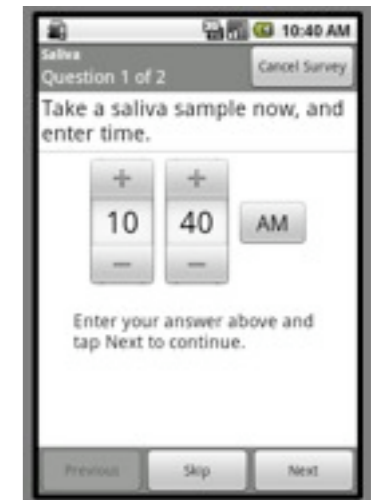 10:40 AM
Saliva
Question 1 of 2
Cancel Survey
Take a saliva sample now, and
enter time.
+ +
10 40 AM
— —
Enter your answer above and
tap Next to continue.
Previous Skip Next